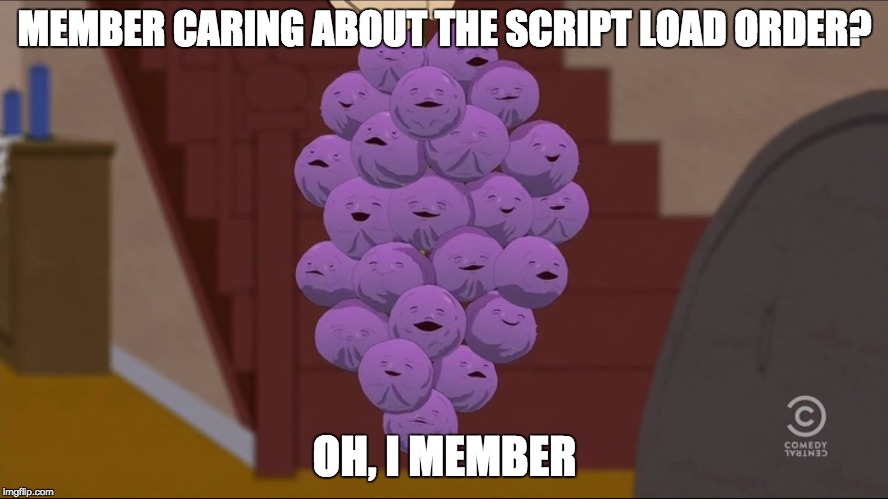 MEMBER CARING ABOUT THE SCRIPT LOAD ORDER?
COMEDY
CENTRAL
OH, I MEMBER
imgflip.com